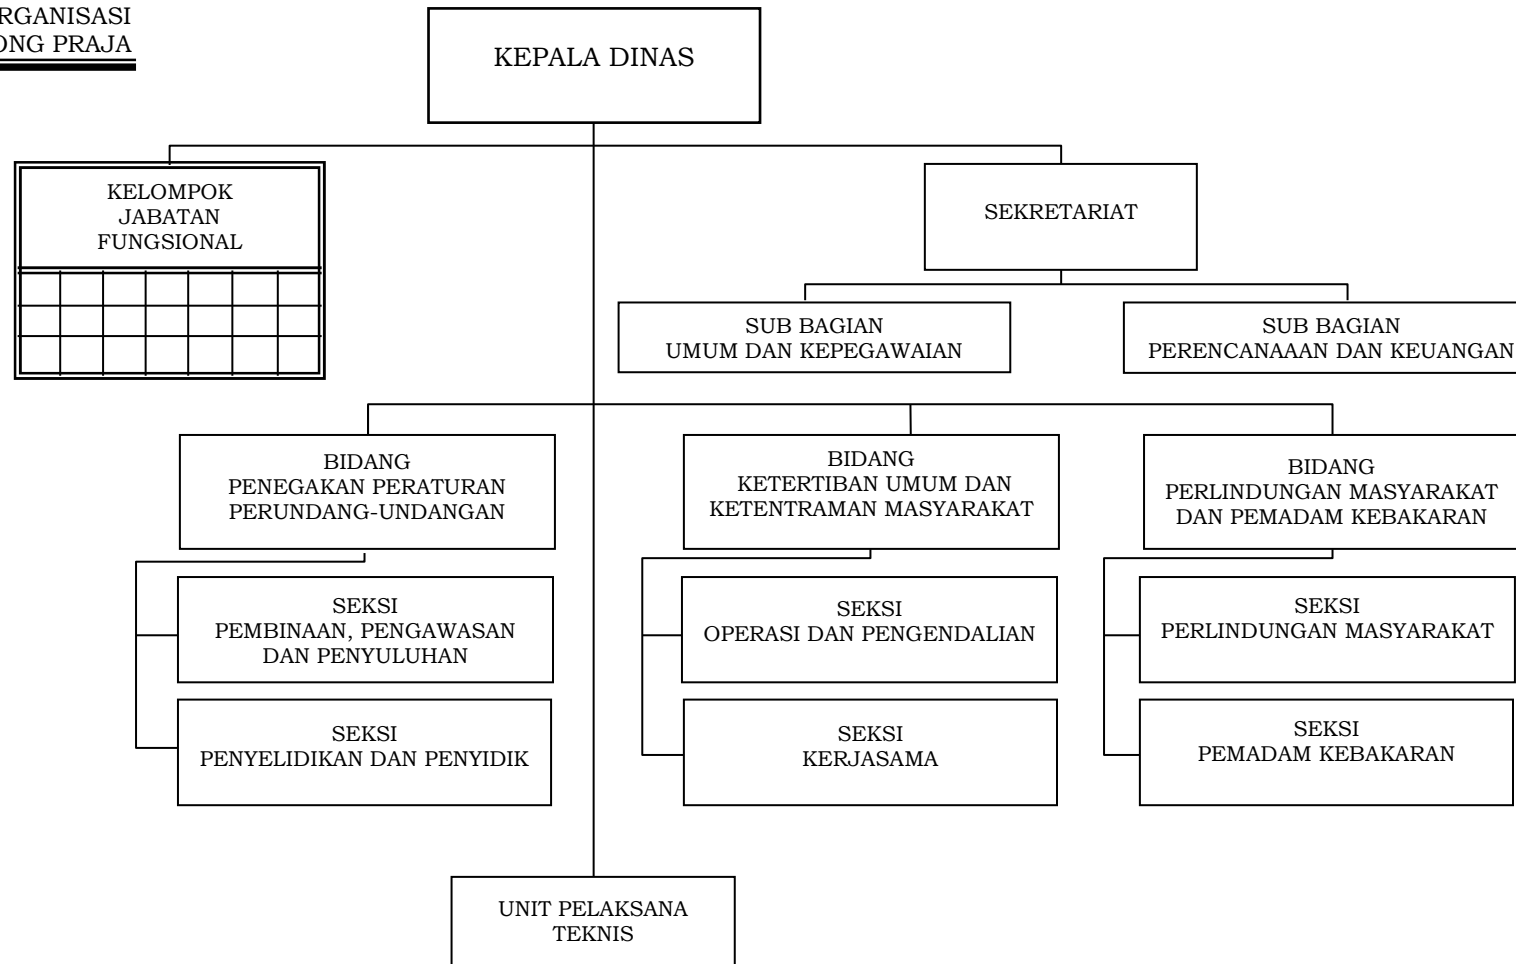 RGANISASI
ONG PRAJA
KEPALA DINAS
KELOMPOK
JABATAN
FUNGSIONAL
SEKRETARIAT
SUB BAGIAN
UMUM DAN KEPEGAWAIAN
SUB BAGIAN
PERENCANAAAN DAN KEUANGAN
BIDANG
PENEGAKAN PERATURAN
PERUNDANG-UNDANGAN
BIDANG
KETERTIBAN UMUM DAN
KETENTRAMAN MASYARAKAT
BIDANG
PERLINDUNGAN MASYARAKAT
DAN PEMADAM KEBAKARAN
SEKSI
PEMBINAAN, PENGAWASAN
DAN PENYULUHAN
SEKSI
OPERASI DAN PENGENDALIAN
SEKSI
PERLINDUNGAN MASYARAKAT
SEKSI
PENYELIDIKAN DAN PENYIDIK
SEKSI
KERJASAMA
SEKSI
PEMADAM KEBAKARAN
UNIT PELAKSANA
TEKNIS